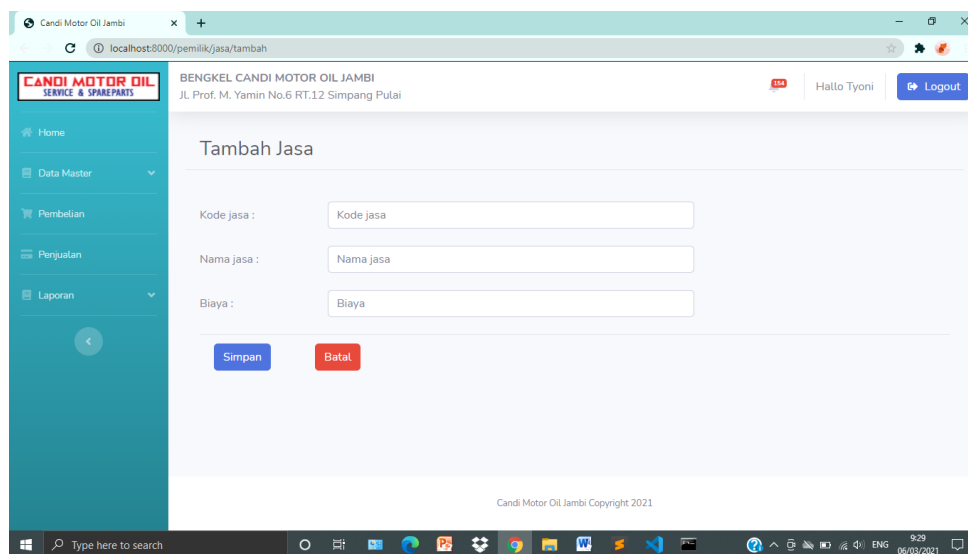 Candi Motor Oil Jambi
localhost:8000/pemilik/jasa/tambah
CANDI MOTOR OIL
SERVICE & SPAREPARTS
BENGKEL CANDI MOTOR OIL JAMBI
Jl. Prof. M. Yamin No.6 RT.12 Simpang Pulai
154
Hallo Tyoni
Logout
Home
Data Master
Pembelian
Penjualan
Laporan
Tambah Jasa
Kode jasa :
Kode jasa
Nama jasa :
Nama jasa
Biaya :
Biaya
Simpan
Batal
Candi Motor Oil Jambi Copyright 2021
Type here to search
ENG
9:29
06/03/2021